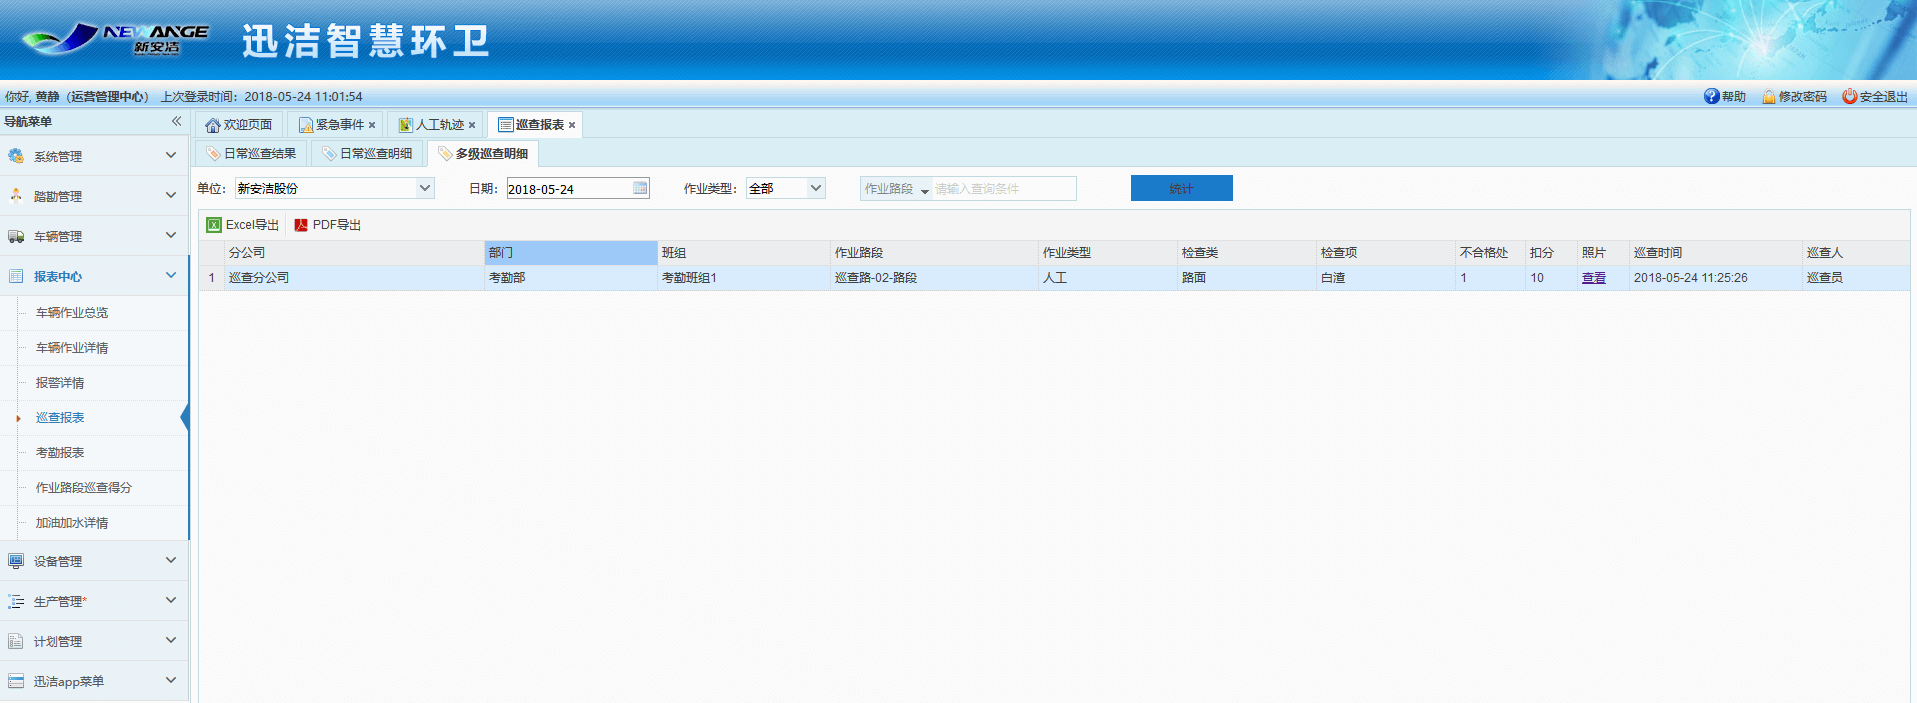 NEWANGE
新安洁
迅洁智慧环卫
你好, 黄静（运营管理中心） 上次登录时间：2018-05-24 11:01:54
帮助 修改密码 安全退出
导航菜单
欢迎页面 紧急事件 人工轨迹 巡查报表
日常巡查结果 日常巡查明细 多级巡查明细
系统管理
踏勘管理
车辆管理
报表中心
车辆作业总览
车辆作业详情
报警详情
巡查报表
考勤报表
作业路段巡查得分
加油加水详情
设备管理
生产管理*
计划管理
迅洁app菜单
单位： 新安洁股份 日期： 2018-05-24 作业类型： 全部 作业路段 请输入查询条件 统计
Excel导出 PDF导出
分公司 部门 班组 作业路段 作业类型 检查类 检查项 不合格处 扣分 照片 巡查时间 巡查人
1 巡查分公司 考勤部 考勤班组1 巡查路-02-路段 人工 路面 白渣 1 10 查看 2018-05-24 11:25:26 巡查员